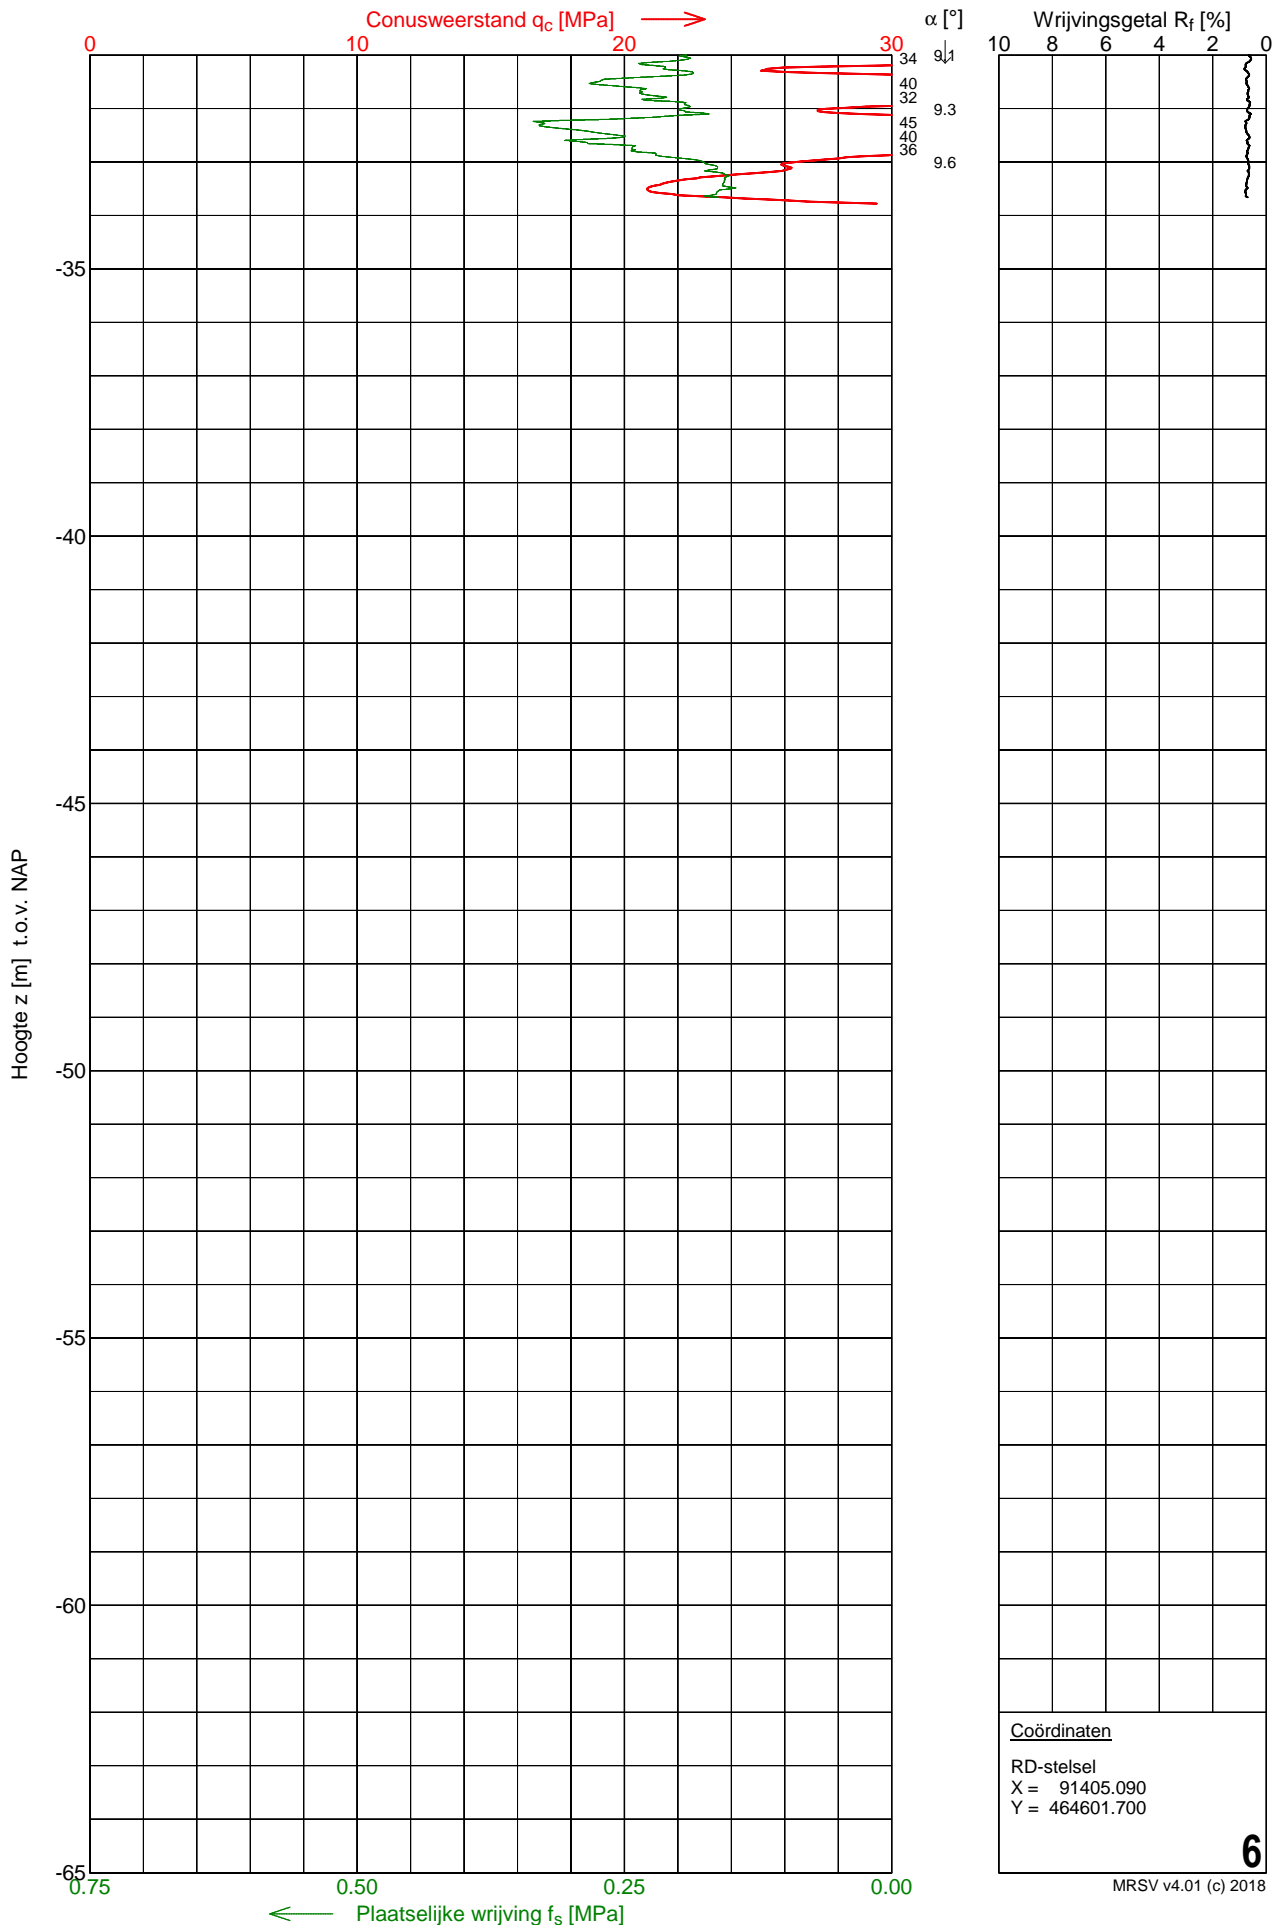 Conusweerstand qc [MPa]
α [°]
Wrijvingsgetal Rf [%]
0 10 20 30
10 8 6 4 2 0
34 9.1
40
32
9.3
45
40
36
9.6
-35
-40
-45
Hoogte z [m] t.o.v. NAP
-50
-55
-60
-65
Coördinaten
RD-stelsel
X = 91405.090
Y = 464601.700
6
MRSV v4.01 (c) 2018
0.75 0.50 0.25 0.00
Plaatselijke wrijving fs [MPa]